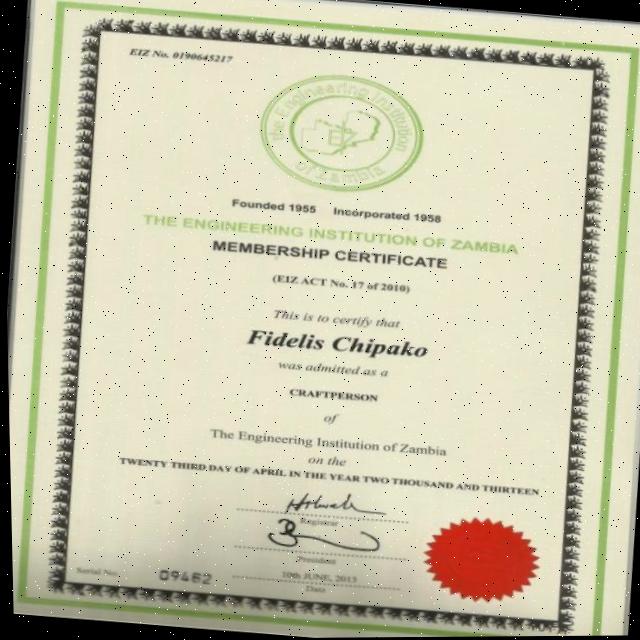 EIZ No. 0190645217
The Engineering Institution
of Zambia
Founded 1955 Incorporated 1958
THE ENGINEERING INSTITUTION OF ZAMBIA
MEMBERSHIP CERTIFICATE
(EIZ ACT No. 17 of 2010)
This is to certify that
Fidelis Chipako
was admitted as a
CRAFTPERSON
of
The Engineering Institution of Zambia
on the
TWENTY THIRD DAY OF APRIL IN THE YEAR TWO THOUSAND AND THIRTEEN
Registrar
President
Serial No. 09462
10th JUNE, 2013
Date